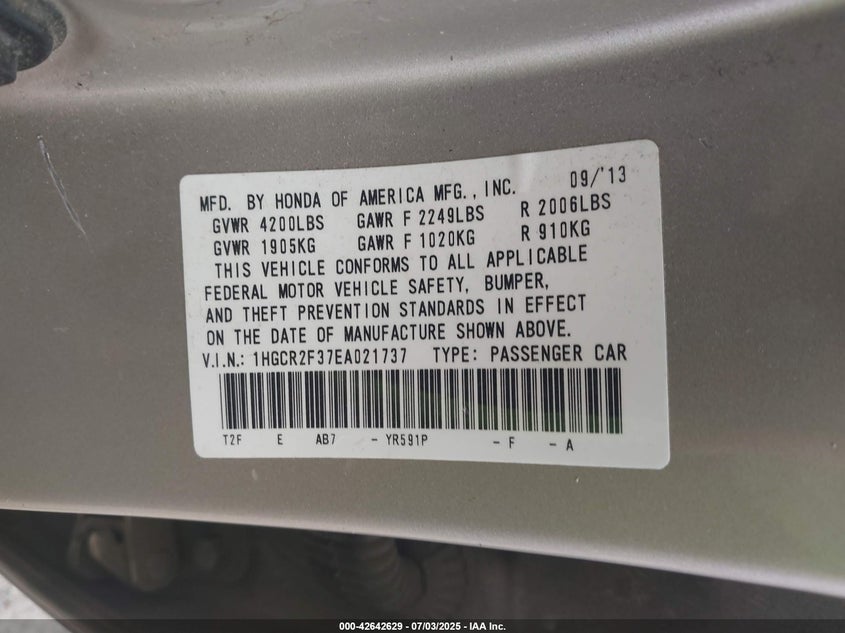 MFD. BY HONDA OF AMERICA MFG., INC. 09/'13
GVWR 4200LBS GAWR F 2249LBS R 2006LBS
GVWR 1905KG GAWR F 1020KG R 910KG
THIS VEHICLE CONFORMS TO ALL APPLICABLE
FEDERAL MOTOR VEHICLE SAFETY, BUMPER,
AND THEFT PREVENTION STANDARDS IN EFFECT
ON THE DATE OF MANUFACTURE SHOWN ABOVE.
V.I.N.: 1HGCR2F37EA021737 TYPE: PASSENGER CAR
T2F E AB7 - YR591P - F - A
000-42642629 - 07/03/2025 - IAA Inc.